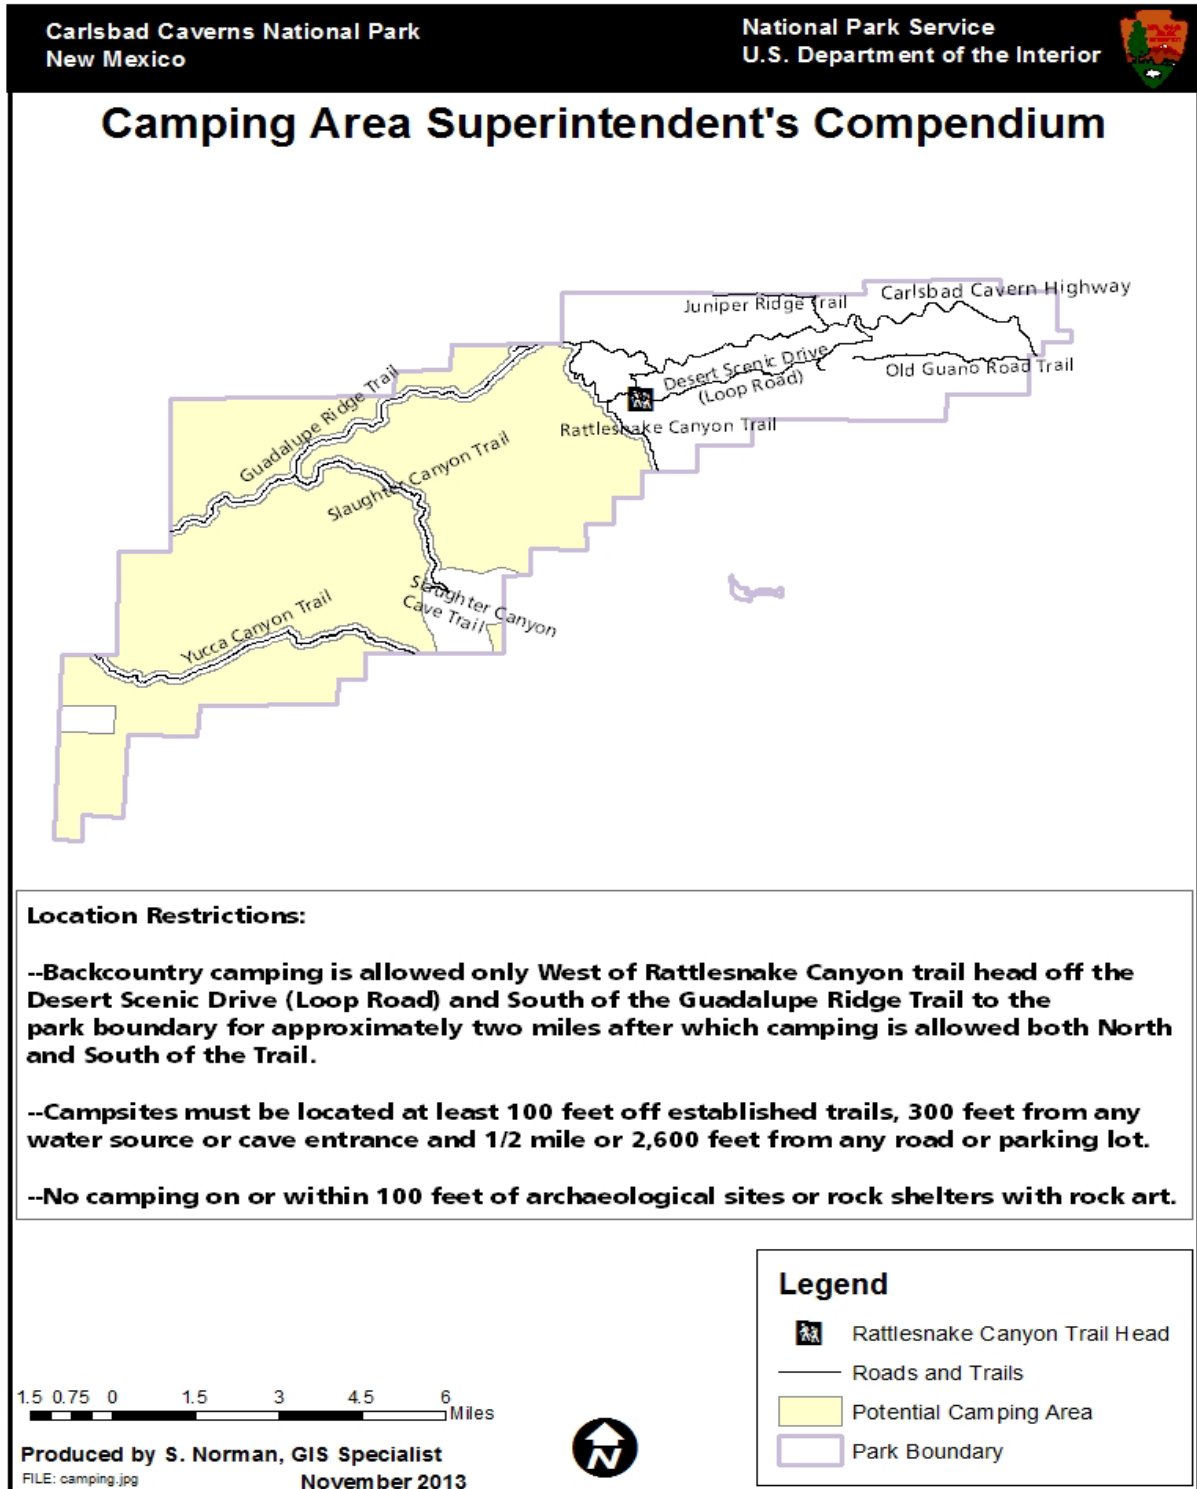 Carlsbad Caverns National Park
New Mexico
National Park Service
U.S. Department of the Interior
Camping Area Superintendent's Compendium
Juniper Ridge Trail
Carlsbad Cavern Highway
Desert Scenic Drive
(Loop Road)
Old Guano Road Trail
Guadalupe Ridge Trail
Rattlesnake Canyon Trail
Slaughter Canyon Trail
Slaughter Canyon
Cave Trail
Yucca Canyon Trail
Location Restrictions:
--Backcountry camping is allowed only West of Rattlesnake Canyon trail head off the
Desert Scenic Drive (Loop Road) and South of the Guadalupe Ridge Trail to the
park boundary for approximately two miles after which camping is allowed both North
and South of the Trail.
--Campsites must be located at least 100 feet off established trails, 300 feet from any
water source or cave entrance and 1/2 mile or 2,600 feet from any road or parking lot.
--No camping on or within 100 feet of archaeological sites or rock shelters with rock art.
Legend
Rattlesnake Canyon Trail Head
Roads and Trails
Potential Camping Area
Park Boundary
1.5 0.75 0 1.5 3 4.5 6
Miles
N
Produced by S. Norman, GIS Specialist
FILE: camping.jpg
November 2013